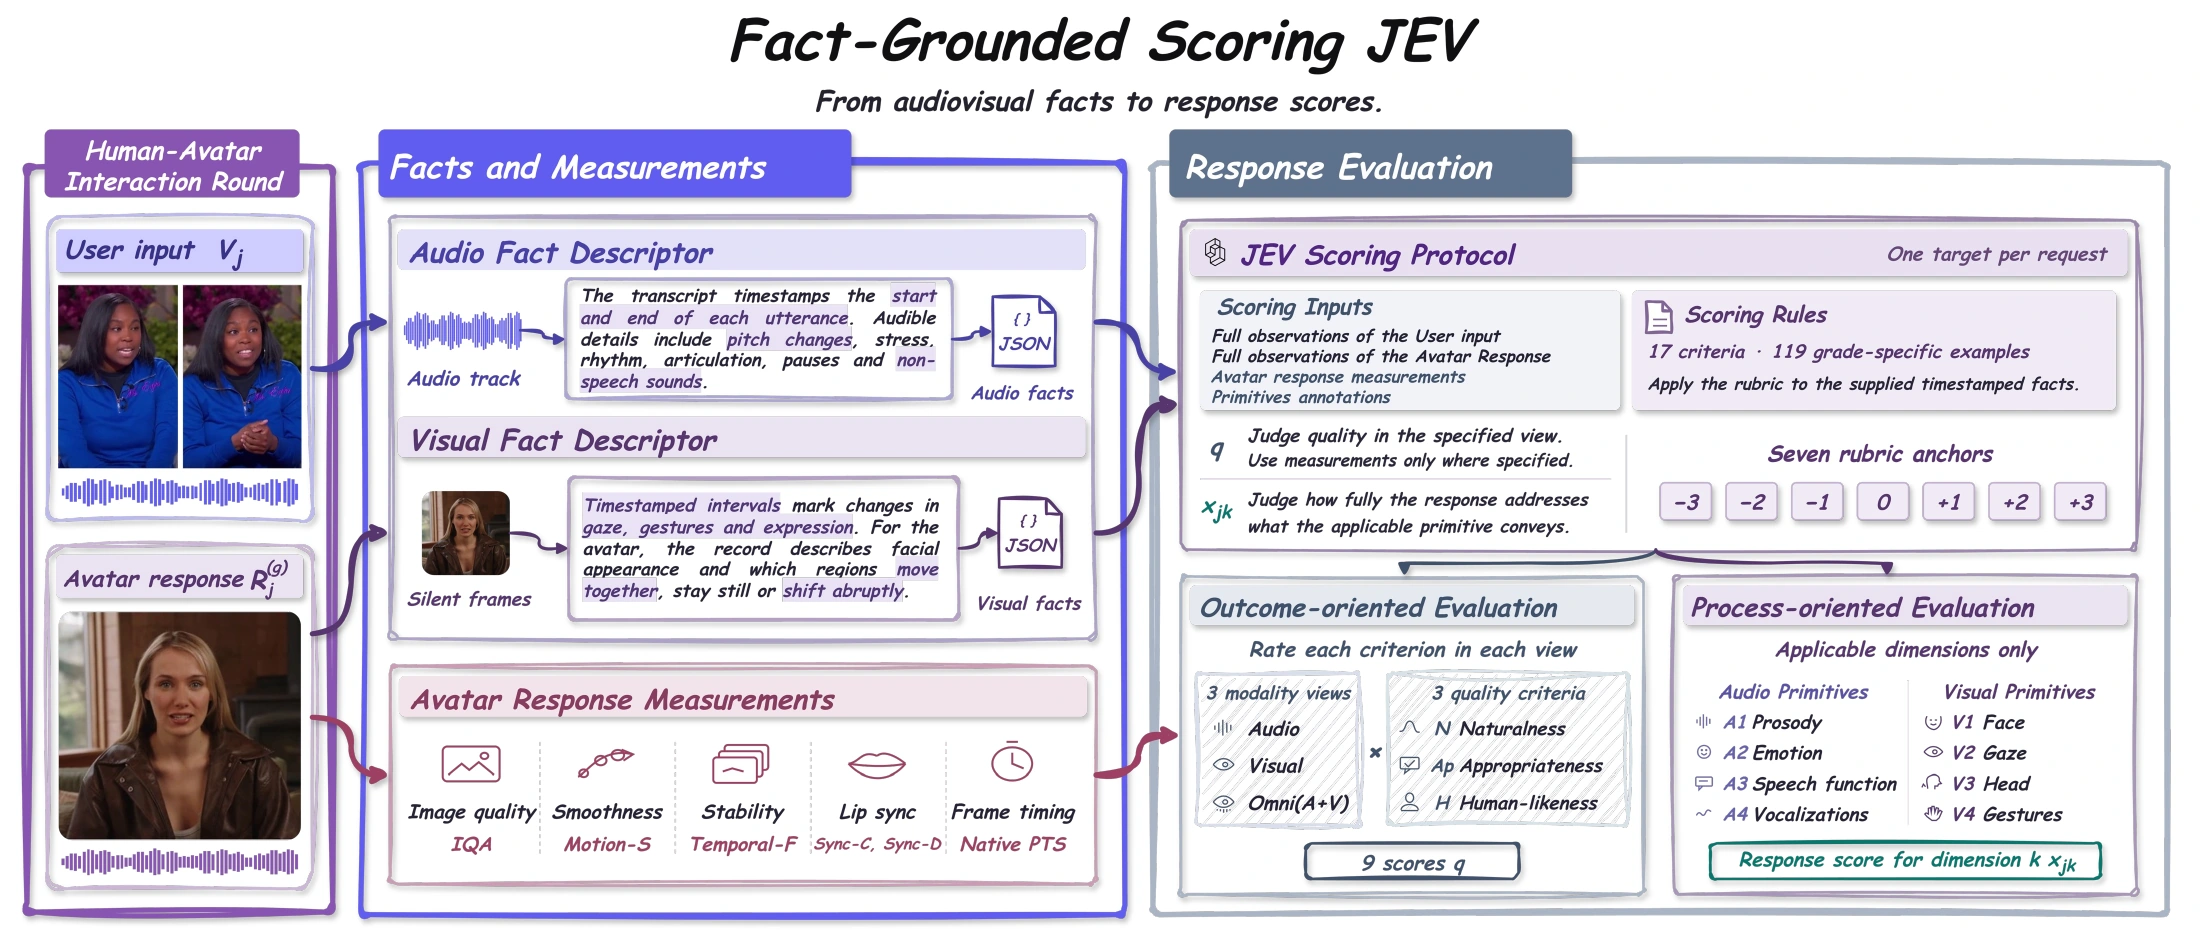 Fact-Grounded Scoring JEV
From audiovisual facts to response scores.
Human-Avatar
Interaction Round
User input Vj
Avatar response Rj(g)
Facts and Measurements
Audio Fact Descriptor
Audio track
The transcript timestamps the start
and end of each utterance. Audible
details include pitch changes, stress,
rhythm, articulation, pauses and non-
speech sounds.
{}
JSON
Audio facts
Visual Fact Descriptor
Silent frames
Timestamped intervals mark changes in
gaze, gestures and expression. For the
avatar, the record describes facial
appearance and which regions move
together, stay still or shift abruptly.
{}
JSON
Visual facts
Avatar Response Measurements
Image quality
IQA
Smoothness
Motion-S
Stability
Temporal-F
Lip sync
Sync-C, Sync-D
Frame timing
Native PTS
Response Evaluation
JEV Scoring Protocol
One target per request
Scoring Inputs
Full observations of the User input
Full observations of the Avatar Response
Avatar response measurements
Primitives annotations
Scoring Rules
17 criteria · 119 grade-specific examples
Apply the rubric to the supplied timestamped facts.
q
Judge quality in the specified view.
Use measurements only where specified.
xjk
Judge how fully the response addresses
what the applicable primitive conveys.
Seven rubric anchors
-3 -2 -1 0 +1 +2 +3
Outcome-oriented Evaluation
Rate each criterion in each view
3 modality views
Audio
Visual
Omni(A+V)
×
3 quality criteria
N Naturalness
Ap Appropriateness
H Human-likeness
9 scores q
Process-oriented Evaluation
Applicable dimensions only
Audio Primitives
A1 Prosody
A2 Emotion
A3 Speech function
A4 Vocalizations
Visual Primitives
V1 Face
V2 Gaze
V3 Head
V4 Gestures
Response score for dimension k xjk